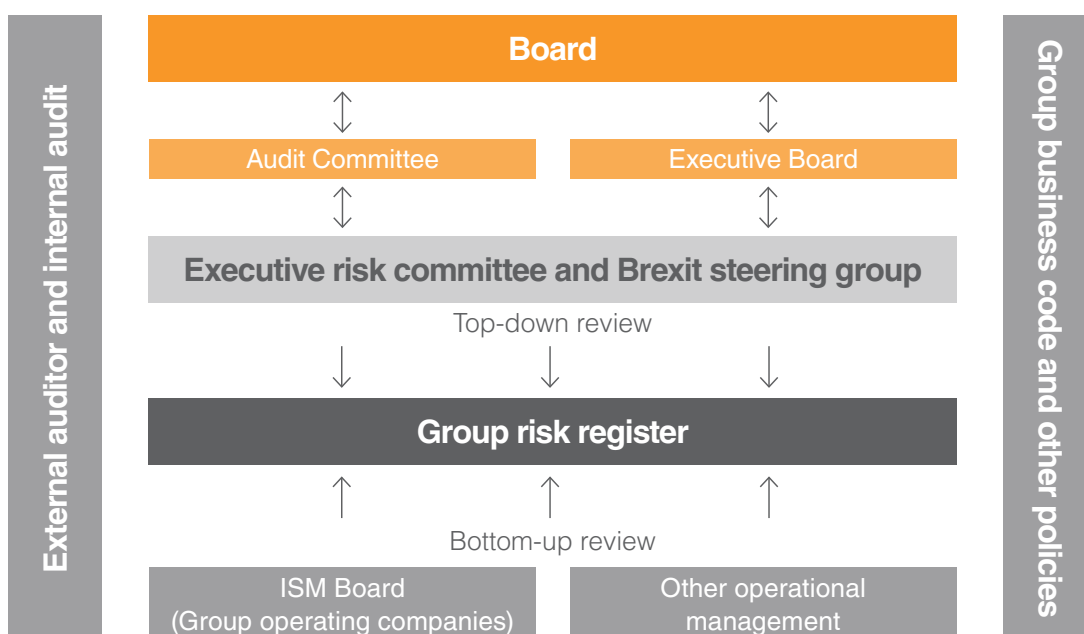 External auditor and internal audit
Board
Audit Committee
Executive Board
Executive risk committee and Brexit steering group
Top-down review
Group risk register
Bottom-up review
ISM Board
(Group operating companies)
Other operational
management
Group business code and other policies